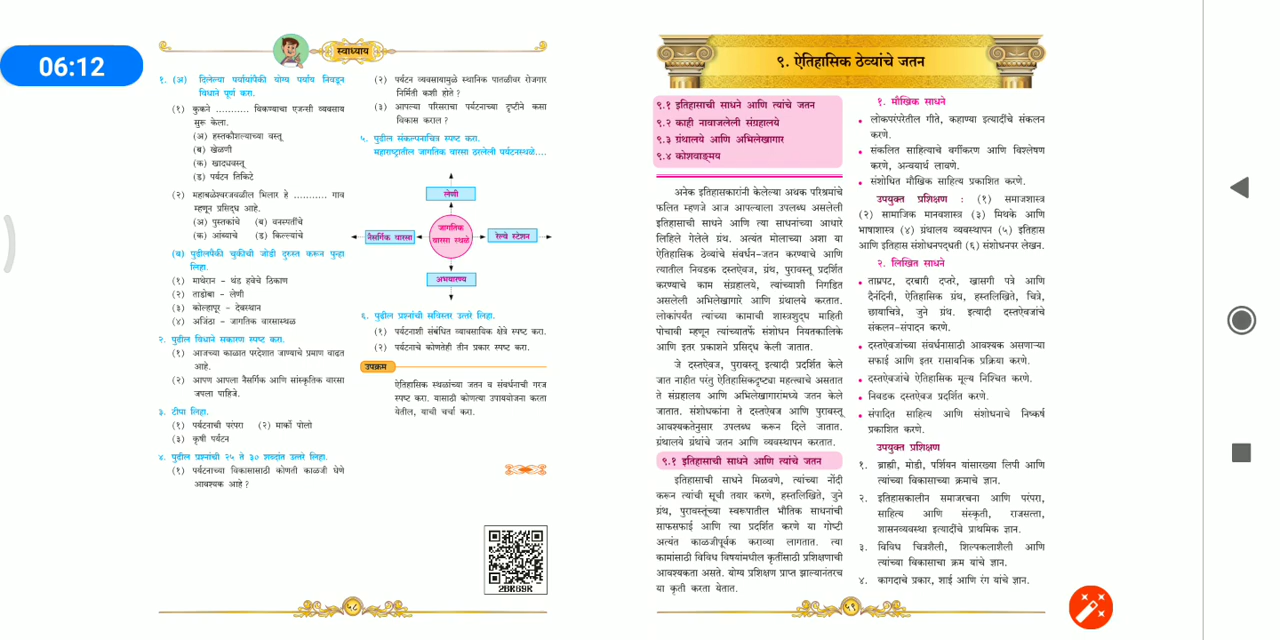 06:12
स्वाध्याय
१. (अ) दिलेल्या पर्यायांपैकी योग्य पर्याय निवडून
विधाने पूर्ण करा.
(१) कुकने ........... विकण्याचा एजन्सी व्यवसाय
सुरू केला.
(अ) हस्तकौशल्याच्या वस्तू
(ब) खेळणी
(क) खाद्यवस्तू
(ड) पर्यटन तिकिटे
(२) महाबळेश्वरजवळील भिलार हे ........... गाव
म्हणून प्रसिद्ध आहे.
(अ) पुस्तकांचे (ब) वनस्पतींचे
(क) आंब्याचे (ड) किल्ल्यांचे
(ब) पुढीलपैकी चुकीची जोडी दुरुस्त करून पुन्हा
लिहा.
(१) माथेरान - थंड हवेचे ठिकाण
(२) ताडोबा - लेणी
(३) कोल्हापूर - देवस्थान
(४) अजिंठा - जागतिक वारसास्थळ
२. पुढील विधाने सकारण स्पष्ट करा.
(१) आजच्या काळात परदेशात जाण्याचे प्रमाण वाढत
आहे.
(२) आपण आपला नैसर्गिक आणि सांस्कृतिक वारसा
जपला पाहिजे.
३. टीपा लिहा.
(१) पर्यटनाची परंपरा (२) मार्को पोलो
(३) कृषी पर्यटन
४. पुढील प्रश्नांची २५ ते ३० शब्दांत उत्तरे लिहा.
(१) पर्यटनाच्या विकासासाठी कोणती काळजी घेणे
आवश्यक आहे ?
(२) पर्यटन व्यवसायामुळे स्थानिक पातळीवर रोजगार
निर्मिती कशी होते ?
(३) आपल्या परिसराचा पर्यटनाच्या दृष्टीने कसा
विकास कराल ?
५. पुढील संकल्पनाचित्र स्पष्ट करा.
महाराष्ट्रातील जागतिक वारसा ठरलेली पर्यटनस्थळे....
लेणी
नैसर्गिक वारसा
जागतिक
वारसा स्थळे
रेल्वे स्टेशन
अभयारण्य
६. पुढील प्रश्नांची सविस्तर उत्तरे लिहा.
(१) पर्यटनाशी संबंधित व्यावसायिक क्षेत्रे स्पष्ट करा.
(२) पर्यटनाचे कोणतेही तीन प्रकार स्पष्ट करा.
उपक्रम
ऐतिहासिक स्थळांच्या जतन व संवर्धनाची गरज
स्पष्ट करा. यासाठी कोणत्या उपाययोजना करता
येतील, याची चर्चा करा.
2BR69R
५८
९. ऐतिहासिक ठेव्यांचे जतन
९.१ इतिहासाची साधने आणि त्यांचे जतन
९.२ काही नावाजलेली संग्रहालये
९.३ ग्रंथालये आणि अभिलेखागार
९.४ कोशवाङ्मय
अनेक इतिहासकारांनी केलेल्या अथक परिश्रमांचे
फलित म्हणजे आज आपल्याला उपलब्ध असलेली
इतिहासाची साधने आणि त्या साधनांच्या आधारे
लिहिले गेलेले ग्रंथ. अत्यंत मोलाच्या अशा या
ऐतिहासिक ठेव्यांचे संवर्धन-जतन करण्याचे आणि
त्यातील निवडक दस्तऐवज, ग्रंथ, पुरावस्तू प्रदर्शित
करण्याचे काम संग्रहालये, त्यांच्याशी निगडित
असलेली अभिलेखागारे आणि ग्रंथालये करतात.
लोकांपर्यंत त्यांच्या कामाची शास्त्रशुद्ध माहिती
पोचावी म्हणून त्यांच्यातर्फे संशोधन नियतकालिके
आणि इतर प्रकाशने प्रसिद्ध केली जातात.
जे दस्तऐवज, पुरावस्तू इत्यादी प्रदर्शित केले
जात नाहीत परंतु ऐतिहासिकदृष्ट्या महत्त्वाचे असतात
ते संग्रहालये आणि अभिलेखागारांमध्ये जतन केले
जातात. संशोधकांना ते दस्तऐवज आणि पुरावस्तू
आवश्यकतेनुसार उपलब्ध करून दिले जातात.
ग्रंथालये ग्रंथांचे जतन आणि व्यवस्थापन करतात.
९.१ इतिहासाची साधने आणि त्यांचे जतन
इतिहासाची साधने मिळवणे, त्यांच्या नोंदी
करून त्यांची सूची तयार करणे, हस्तलिखिते, जुने
ग्रंथ, पुरावस्तूंच्या स्वरूपातील भौतिक साधनांची
साफसफाई आणि त्या प्रदर्शित करणे या गोष्टी
अत्यंत काळजीपूर्वक कराव्या लागतात. त्या
कामांसाठी विविध विषयांमधील कृतींसाठी प्रशिक्षणाची
आवश्यकता असते. योग्य प्रशिक्षण प्राप्त झाल्यानंतरच
या कृती करता येतात.
१. मौखिक साधने
• लोकपरंपरेतील गीते, कहाण्या इत्यादींचे संकलन
करणे.
• संकलित साहित्याचे वर्गीकरण आणि विश्लेषण
करणे, अन्वयार्थ लावणे.
• संशोधित मौखिक साहित्य प्रकाशित करणे.
उपयुक्त प्रशिक्षण : (१) समाजशास्त्र
(२) सामाजिक मानवशास्त्र (३) मिथके आणि
भाषाशास्त्र (४) ग्रंथालय व्यवस्थापन (५) इतिहास
आणि इतिहास संशोधनपद्धती (६) संशोधनपर लेखन.
२. लिखित साधने
• ताम्रपट, दरबारी दप्तरे, खासगी पत्रे आणि
दैनंदिनी, ऐतिहासिक ग्रंथ, हस्तलिखिते, चित्रे,
छायाचित्रे, जुने ग्रंथ. इत्यादी दस्तऐवजांचे
संकलन-संपादन करणे.
• दस्तऐवजांच्या संवर्धनासाठी आवश्यक असणाऱ्या
सफाई आणि इतर रासायनिक प्रक्रिया करणे.
• दस्तऐवजांचे ऐतिहासिक मूल्य निश्चित करणे.
• निवडक दस्तऐवज प्रदर्शित करणे.
• संपादित साहित्य आणि संशोधनाचे निष्कर्ष
प्रकाशित करणे.
उपयुक्त प्रशिक्षण
१. ब्राह्मी, मोडी, पर्शियन यांसारख्या लिपी आणि
त्यांच्या विकासाच्या क्रमाचे ज्ञान.
२. इतिहासकालीन समाजरचना आणि परंपरा,
साहित्य आणि संस्कृती, राजसत्ता,
शासनव्यवस्था इत्यादींचे प्राथमिक ज्ञान.
३. विविध चित्रशैली, शिल्पकलाशैली आणि
त्यांच्या विकासाचा क्रम यांचे ज्ञान.
४. कागदाचे प्रकार, शाई आणि रंग यांचे ज्ञान.
५९